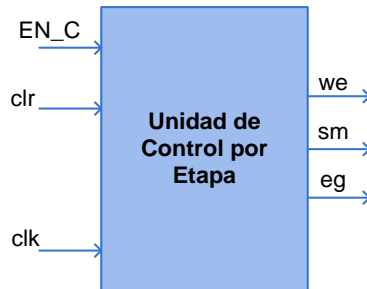 EN_C
clr
clk
Unidad de
Control por
Etapa
we
sm
eg